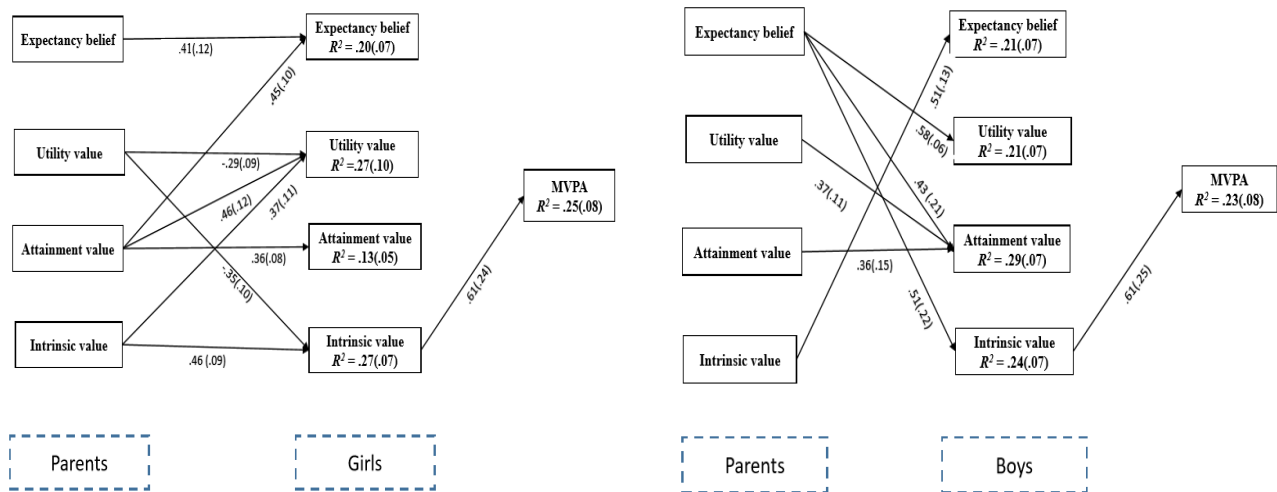 Expectancy belief
.41(.12)
Expectancy belief
R² = .20(.07)
.45(.10)
Utility value
-.29(.09)
Utility value
R² =.27(.10)
.46(.12)
.37(.11)
Attainment value
.36(.08)
Attainment value
R² = .13(.05)
-.35(.10)
Intrinsic value
.46 (.09)
Intrinsic value
R² = .27(.07)
.61(.24)
MVPA
R² = .25(.08)
Parents
Girls
Expectancy belief
Expectancy belief
R² = .21(.07)
.51(.13)
Utility value
.58(.06)
Utility value
R² = .21(.07)
.37(.11)
.43 (.21)
Attainment value
.36(.15)
Attainment value
R² = .29(.07)
.51(.22)
Intrinsic value
Intrinsic value
R² = .24(.07)
.61(.25)
MVPA
R² = .23(.08)
Parents
Boys